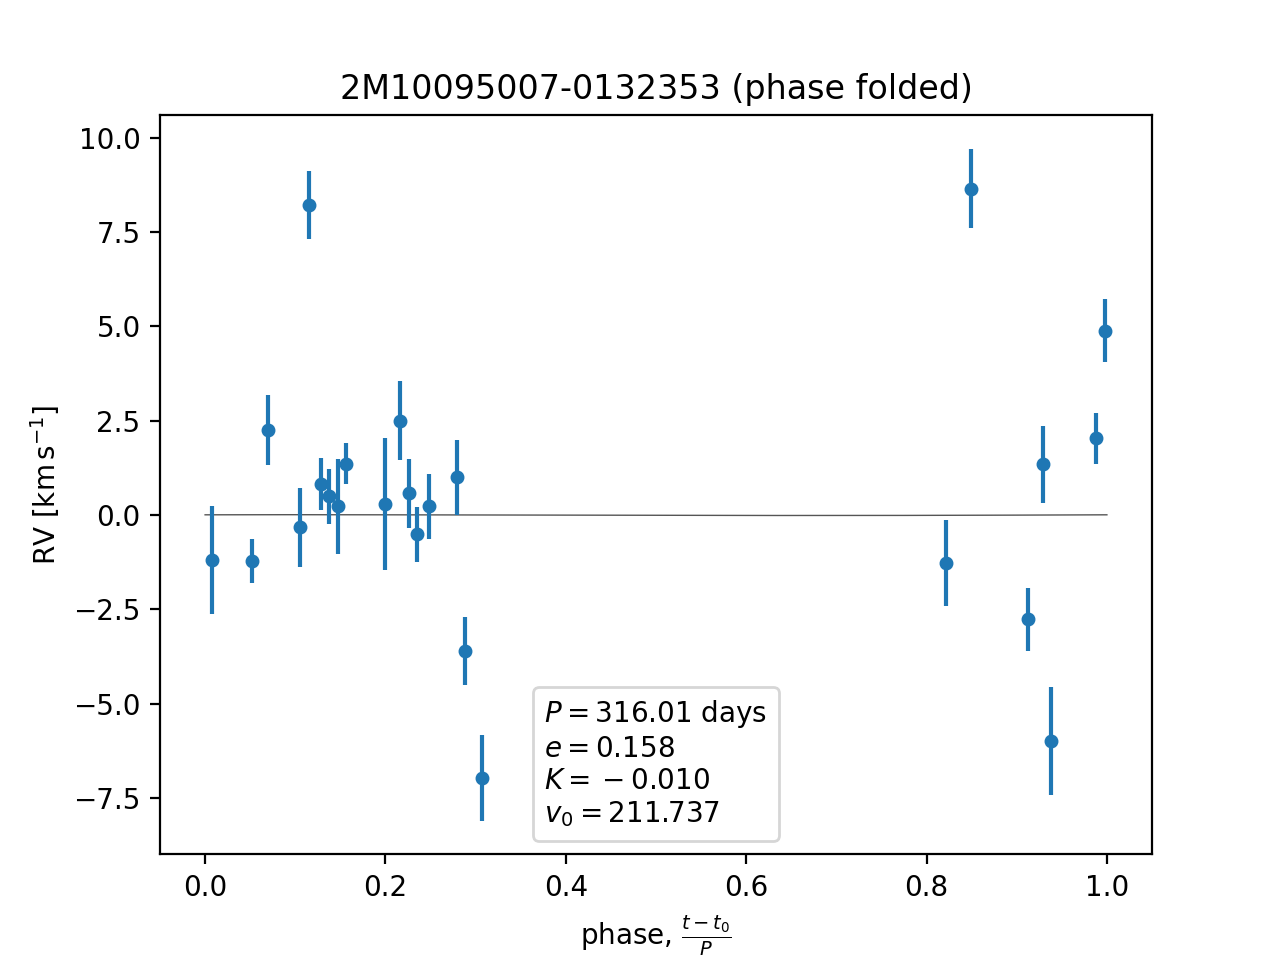 2M10095007-0132353 (phase folded)
10.0
7.5
5.0
2.5
0.0
−2.5
−5.0
−7.5
RV [km s⁻¹]
P = 316.01 days
e = 0.158
K = −0.010
v₀ = 211.737
0.0 0.2 0.4 0.6 0.8 1.0
phase, (t − t₀)/P